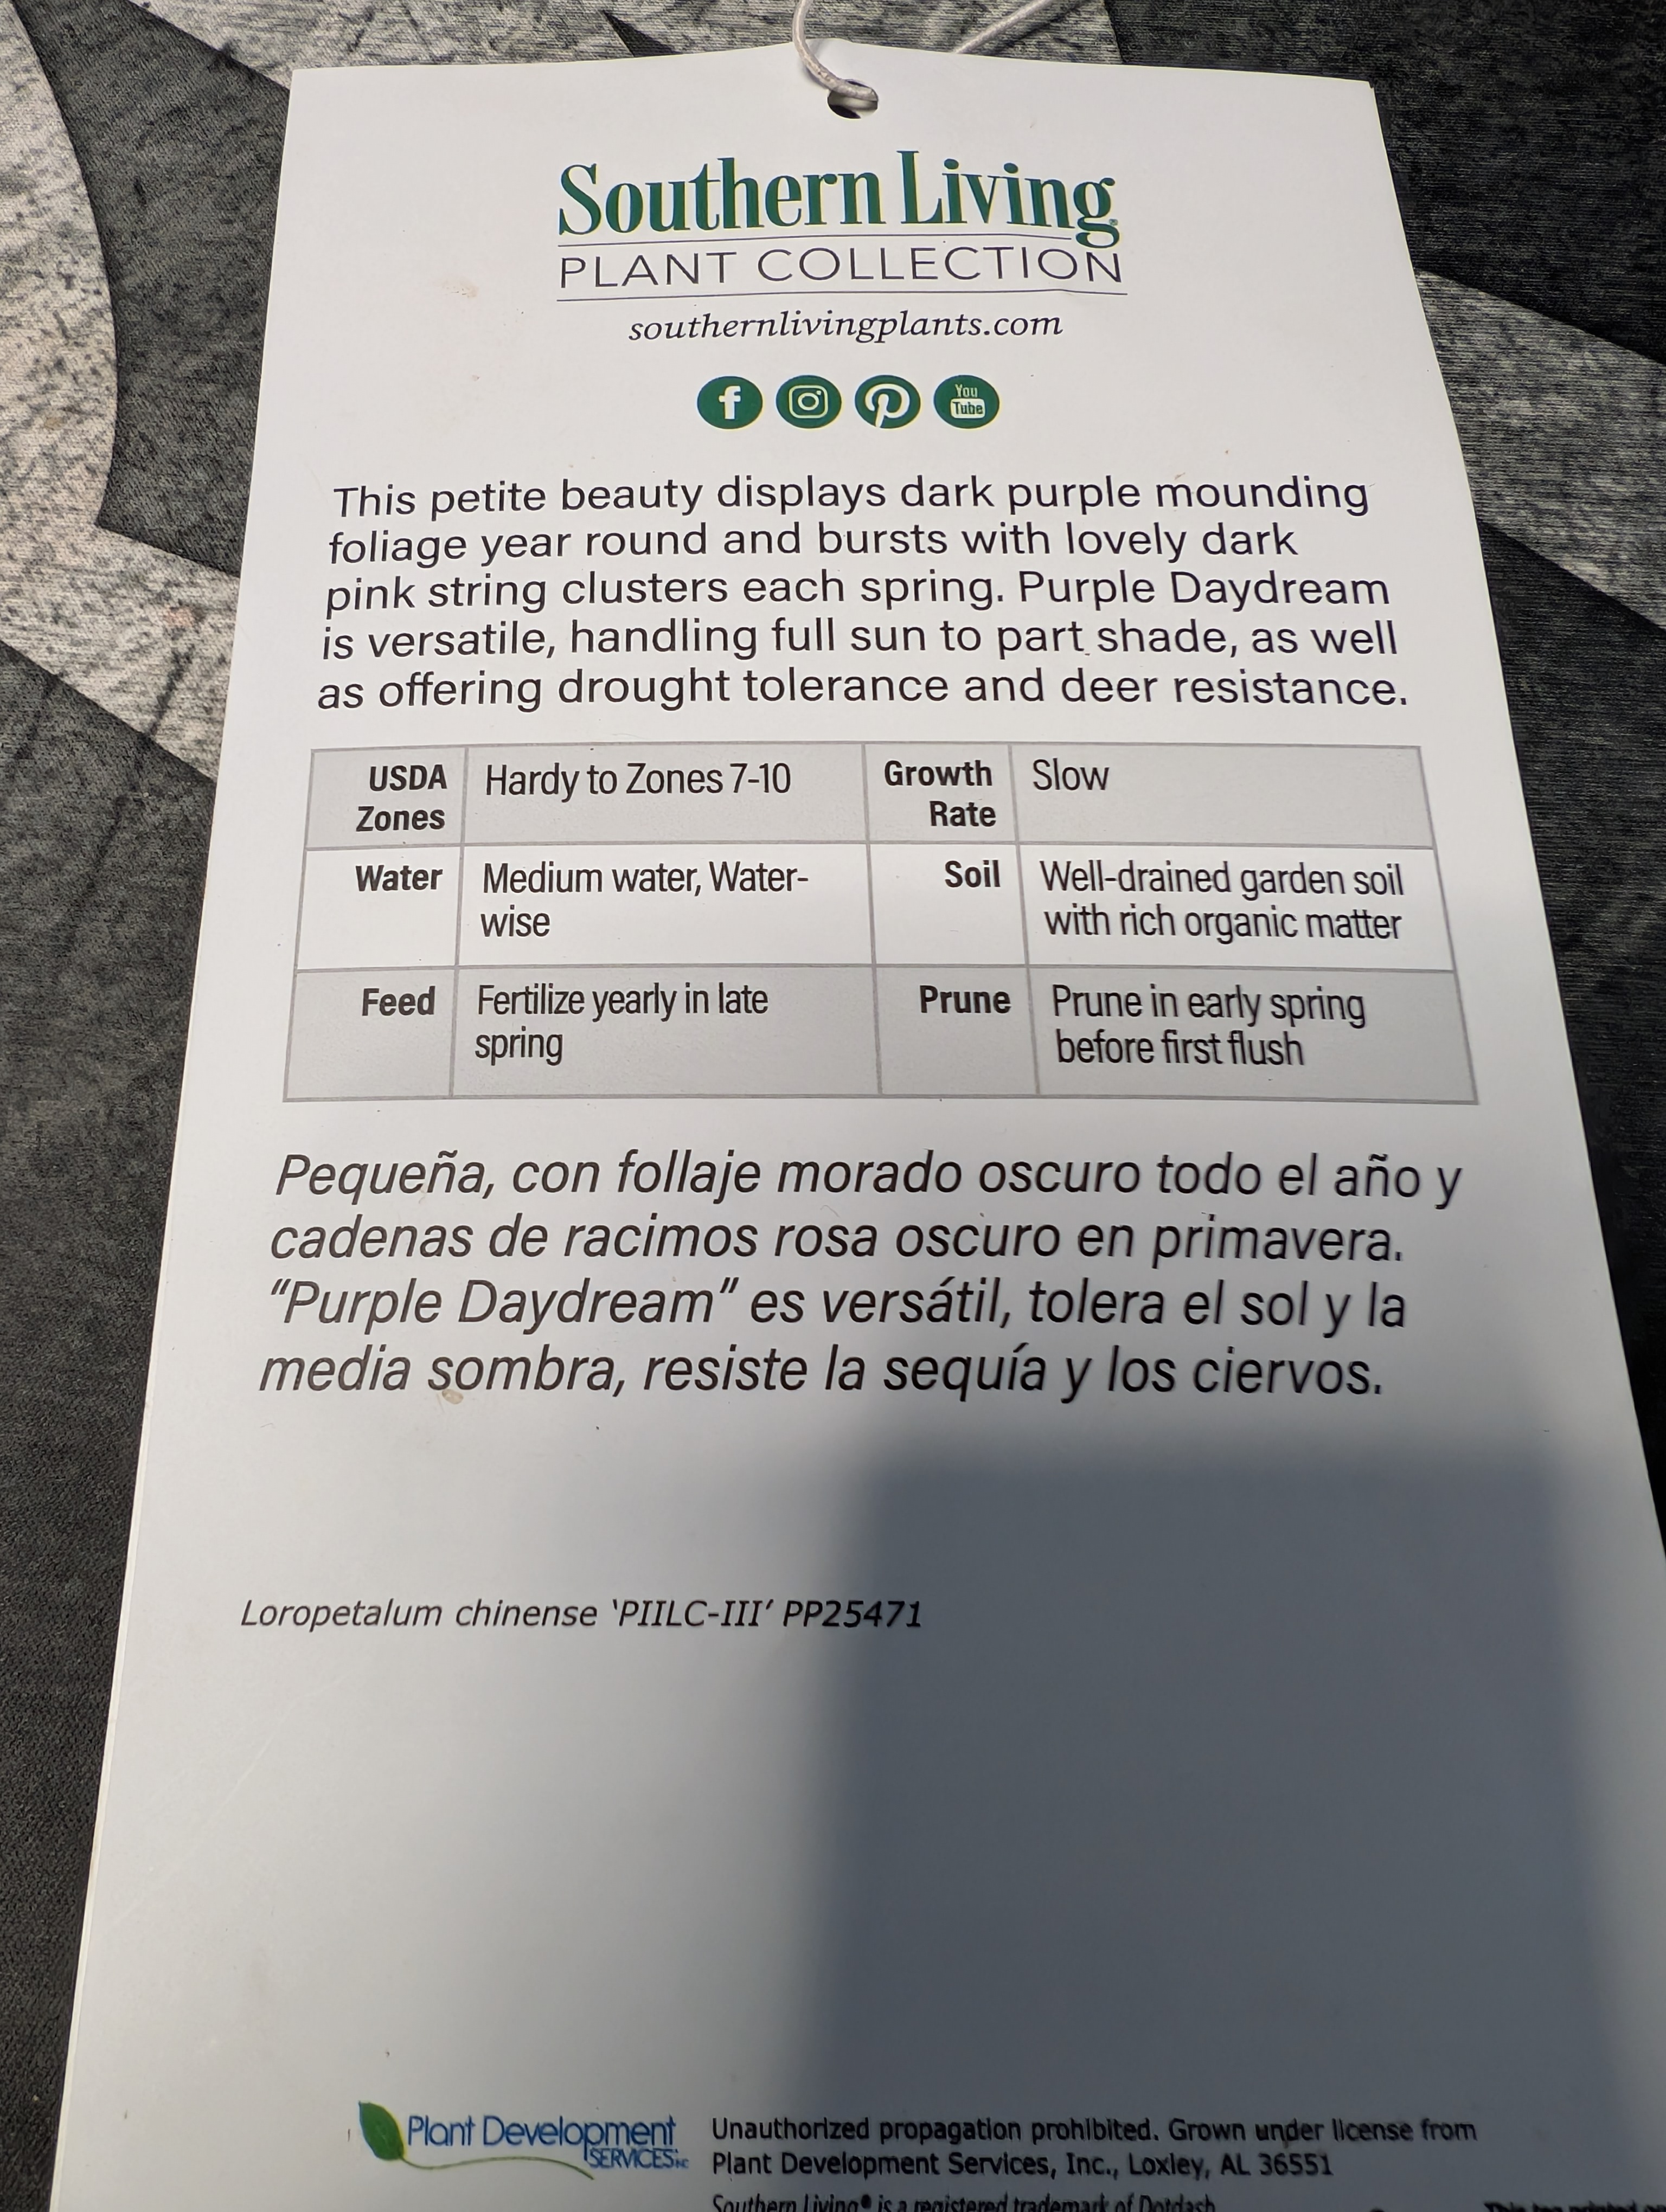 Southern Living
PLANT COLLECTION
southernlivingplants.com
f
You
Tube
This petite beauty displays dark purple mounding
foliage year round and bursts with lovely dark
pink string clusters each spring. Purple Daydream
is versatile, handling full sun to part shade, as well
as offering drought tolerance and deer resistance.
USDA Zones Hardy to Zones 7-10 Growth Rate Slow
Water Medium water, Water-wise Soil Well-drained garden soil with rich organic matter
Feed Fertilize yearly in late spring Prune Prune in early spring before first flush
Pequeña, con follaje morado oscuro todo el año y
cadenas de racimos rosa oscuro en primavera.
“Purple Daydream” es versátil, tolera el sol y la
media sombra, resiste la sequía y los ciervos.
Loropetalum chinense ‘PIILC-III’ PP25471
Plant Development
SERVICES INC
Unauthorized propagation prohibited. Grown under license from
Plant Development Services, Inc., Loxley, AL 36551
Southern Living® is a registered trademark of Dotdash